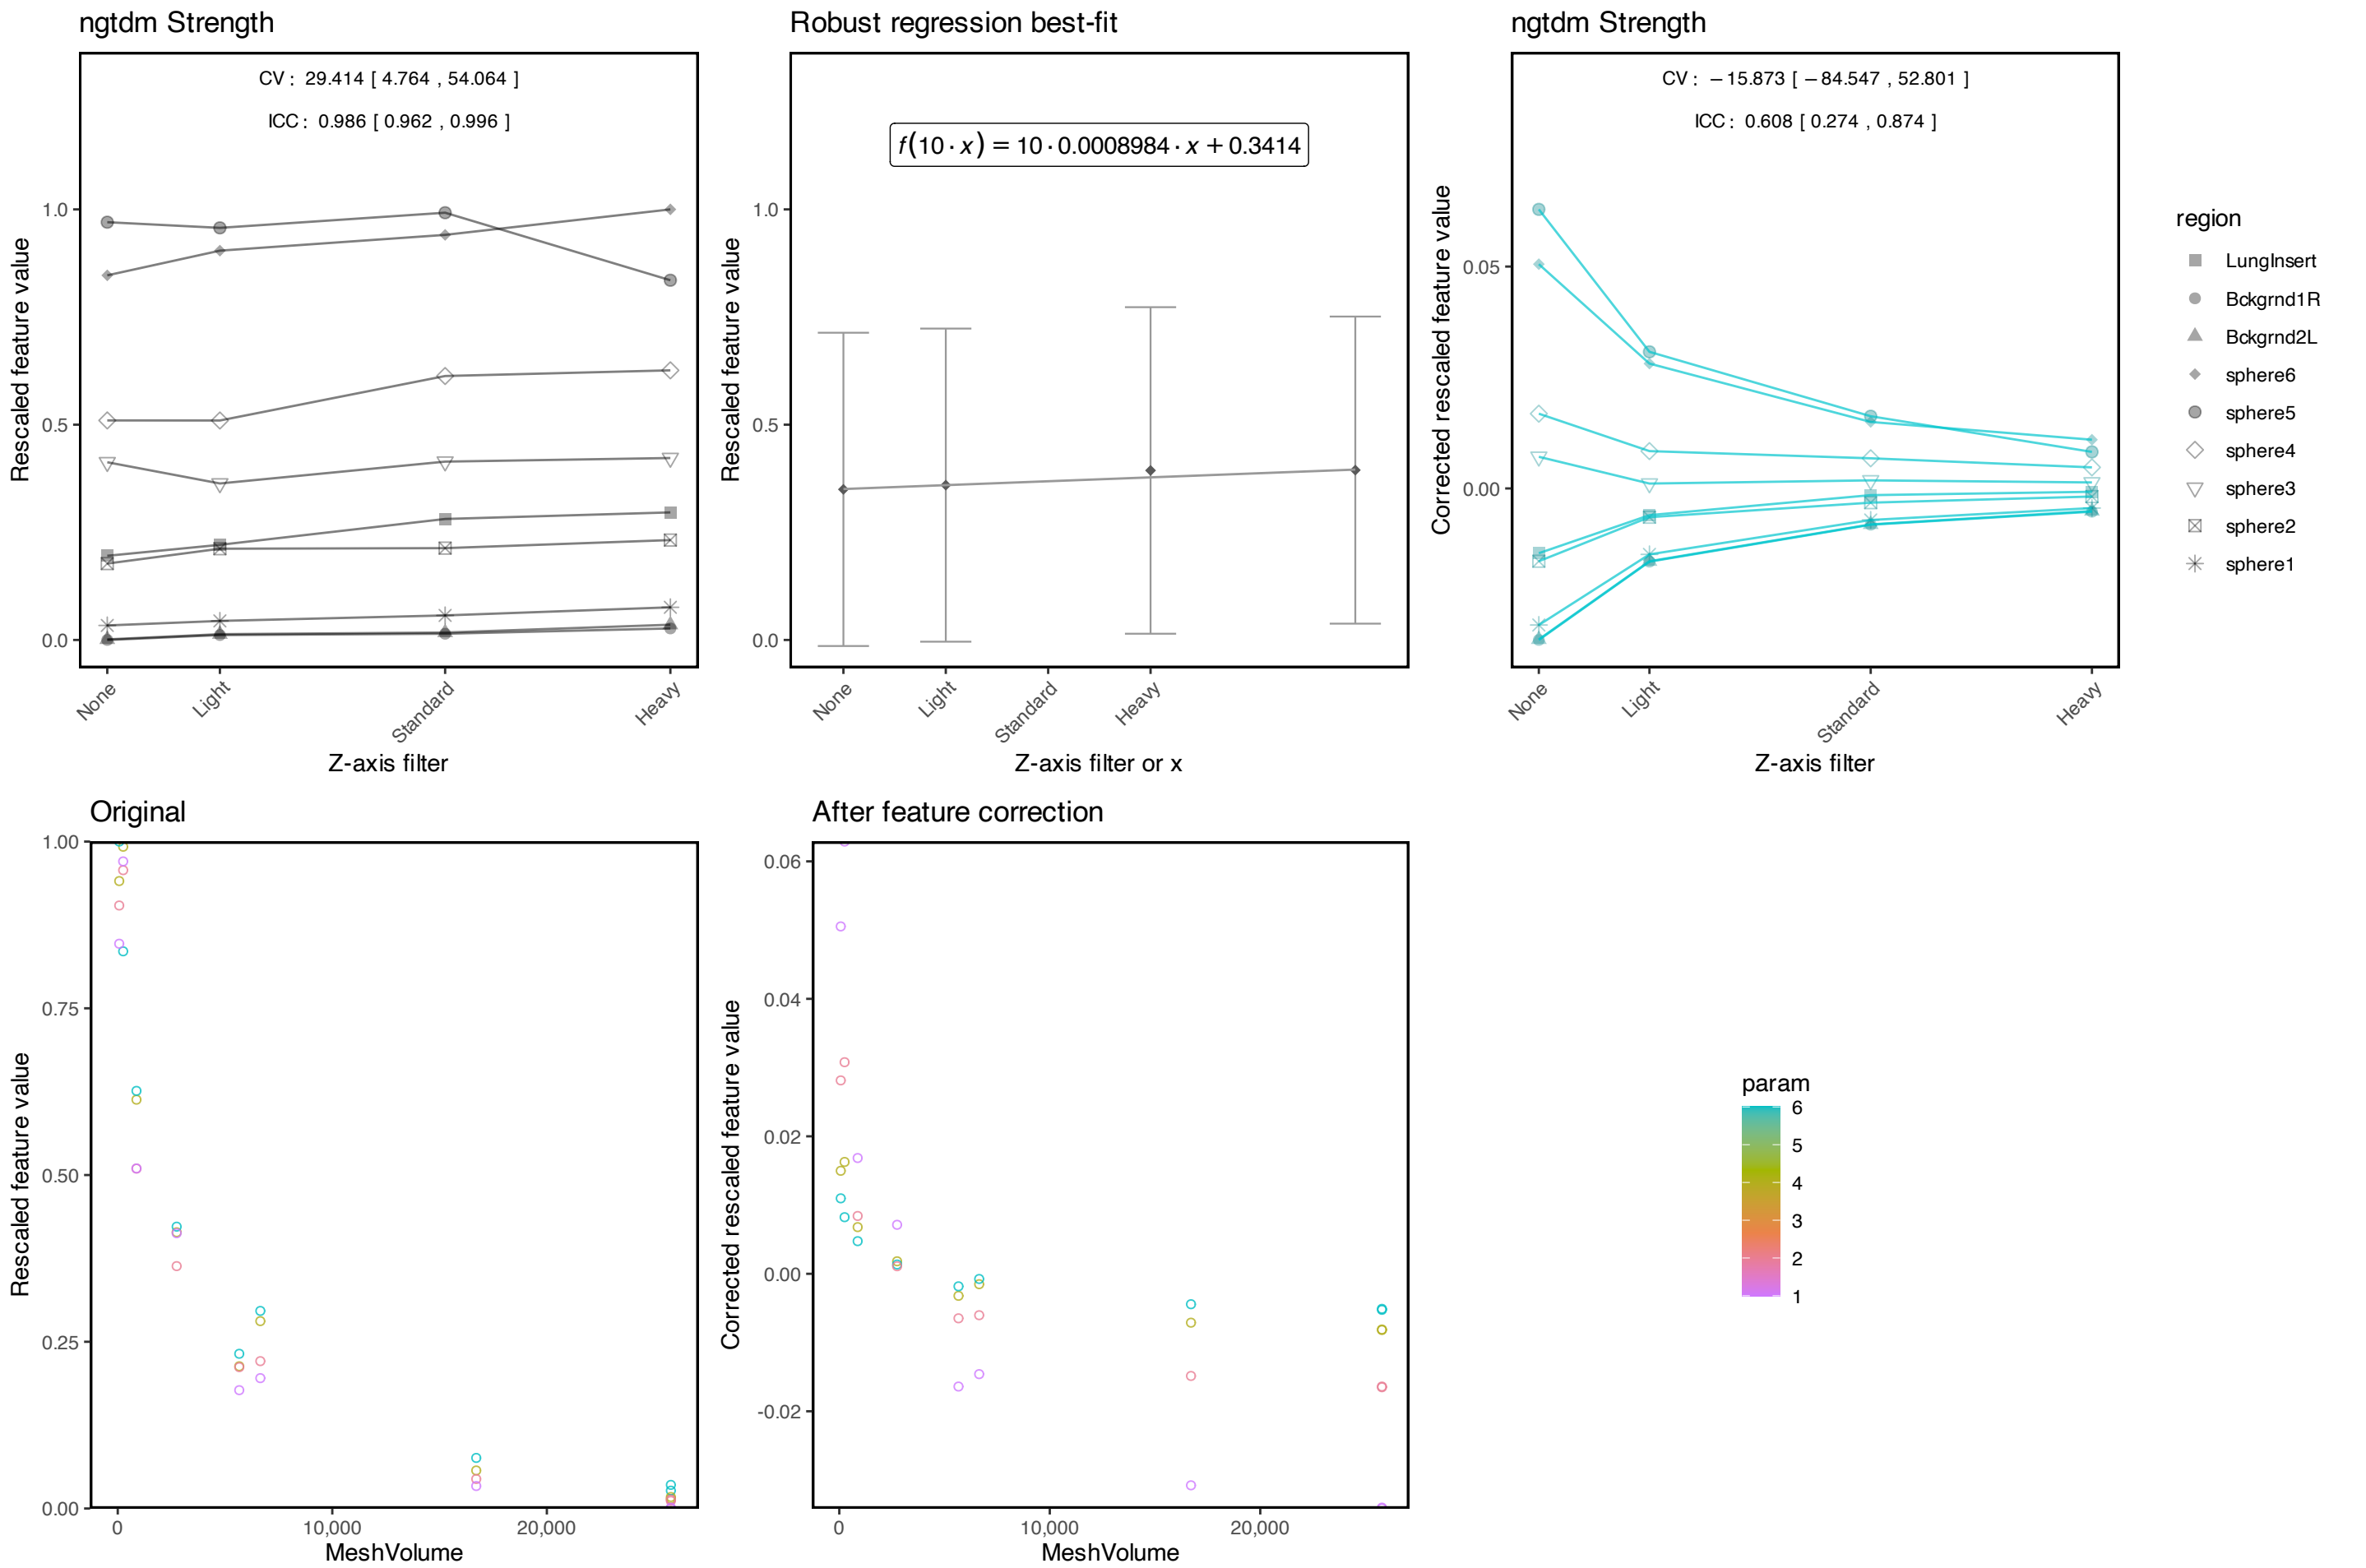 ngtdm Strength
CV : 29.414 [ 4.764 , 54.064 ]
ICC : 0.986 [ 0.962 , 0.996 ]
Rescaled feature value
1.0
0.5
0.0
None
Light
Standard
Heavy
Z-axis filter
Robust regression best-fit
f(10 · x) = 10 · 0.0008984 · x + 0.3414
Rescaled feature value
1.0
0.5
0.0
None
Light
Standard
Heavy
Z-axis filter or x
ngtdm Strength
CV : −15.873 [ −84.547 , 52.801 ]
ICC : 0.608 [ 0.274 , 0.874 ]
Corrected rescaled feature value
0.05
0.00
None
Light
Standard
Heavy
Z-axis filter
region
LungInsert
Bckgrnd1R
Bckgrnd2L
sphere6
sphere5
sphere4
sphere3
sphere2
sphere1
Original
Rescaled feature value
1.00
0.75
0.50
0.25
0.00
0
10,000
20,000
MeshVolume
After feature correction
Corrected rescaled feature value
0.06
0.04
0.02
0.00
-0.02
0
10,000
20,000
MeshVolume
param
6
5
4
3
2
1